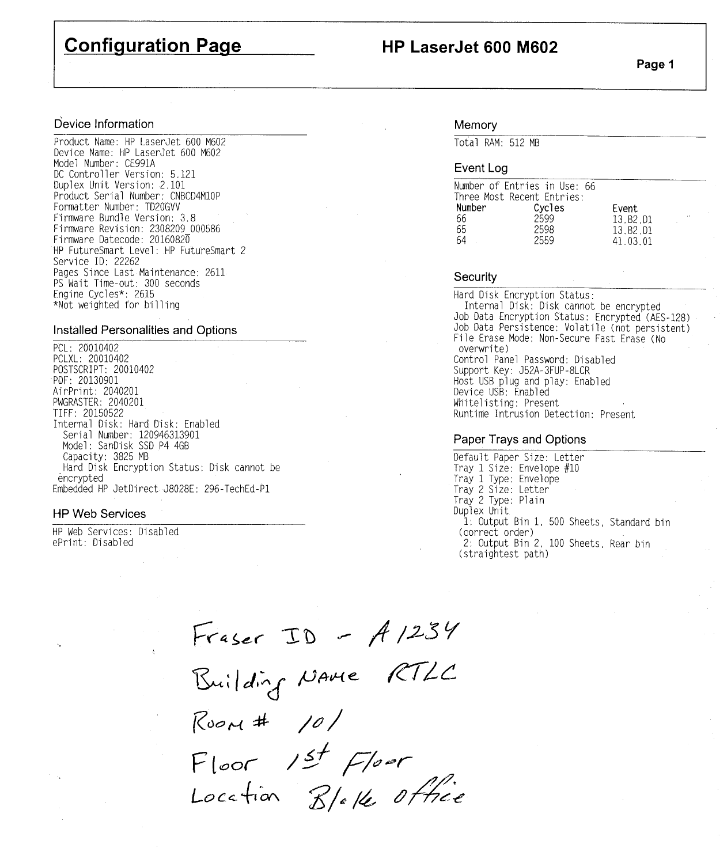 Configuration Page
HP LaserJet 600 M602
Page 1
Device Information
Product Name: HP LaserJet 600 M602
Device Name: HP LaserJet 600 M602
Model Number: CE991A
DC Controller Version: 5.121
Duplex Unit Version: 2.101
Product Serial Number: CNBCD4M10P
Formatter Number: TD20GVV
Firmware Bundle Version: 3.8
Firmware Revision: 2308209_000586
Firmware Datecode: 20160820
HP FutureSmart Level: HP FutureSmart 2
Service ID: 22262
Pages Since Last Maintenance: 2611
PS Wait Time-out: 300 seconds
Engine Cycles*: 2615
*Not weighted for billing
Installed Personalities and Options
PCL: 20010402
PCLXL: 20010402
POSTSCRIPT: 20010402
PDF: 20130901
AirPrint: 2040201
PWGRASTER: 2040201
TIFF: 20150522
Internal Disk: Hard Disk: Enabled
Serial Number: 120946313901
Model: SanDisk SSD P4 4GB
Capacity: 3825 MB
Hard Disk Encryption Status: Disk cannot be
encrypted
Embedded HP JetDirect J8028E: 296-TechEd-P1
HP Web Services
HP Web Services: Disabled
ePrint: Disabled
Memory
Total RAM: 512 MB
Event Log
Number of Entries in Use: 66
Three Most Recent Entries:
Number Cycles Event
66 2599 13.B2.D1
65 2598 13.B2.D1
64 2559 41.03.01
Security
Hard Disk Encryption Status:
Internal Disk: Disk cannot be encrypted
Job Data Encryption Status: Encrypted (AES-128)
Job Data Persistence: Volatile (not persistent)
File Erase Mode: Non-Secure Fast Erase (No
overwrite)
Control Panel Password: Disabled
Support Key: J52A-3FUP-8LCR
Host USB plug and play: Enabled
Device USB: Enabled
Whitelisting: Present
Runtime Intrusion Detection: Present
Paper Trays and Options
Default Paper Size: Letter
Tray 1 Size: Envelope #10
Tray 1 Type: Envelope
Tray 2 Size: Letter
Tray 2 Type: Plain
Duplex Unit
1: Output Bin 1, 500 Sheets, Standard bin
(correct order)
2: Output Bin 2, 100 Sheets, Rear bin
(straightest path)
Fraser ID - A1234
Building Name RTLC
Room # 101
Floor 1st Floor
Location Blake Office